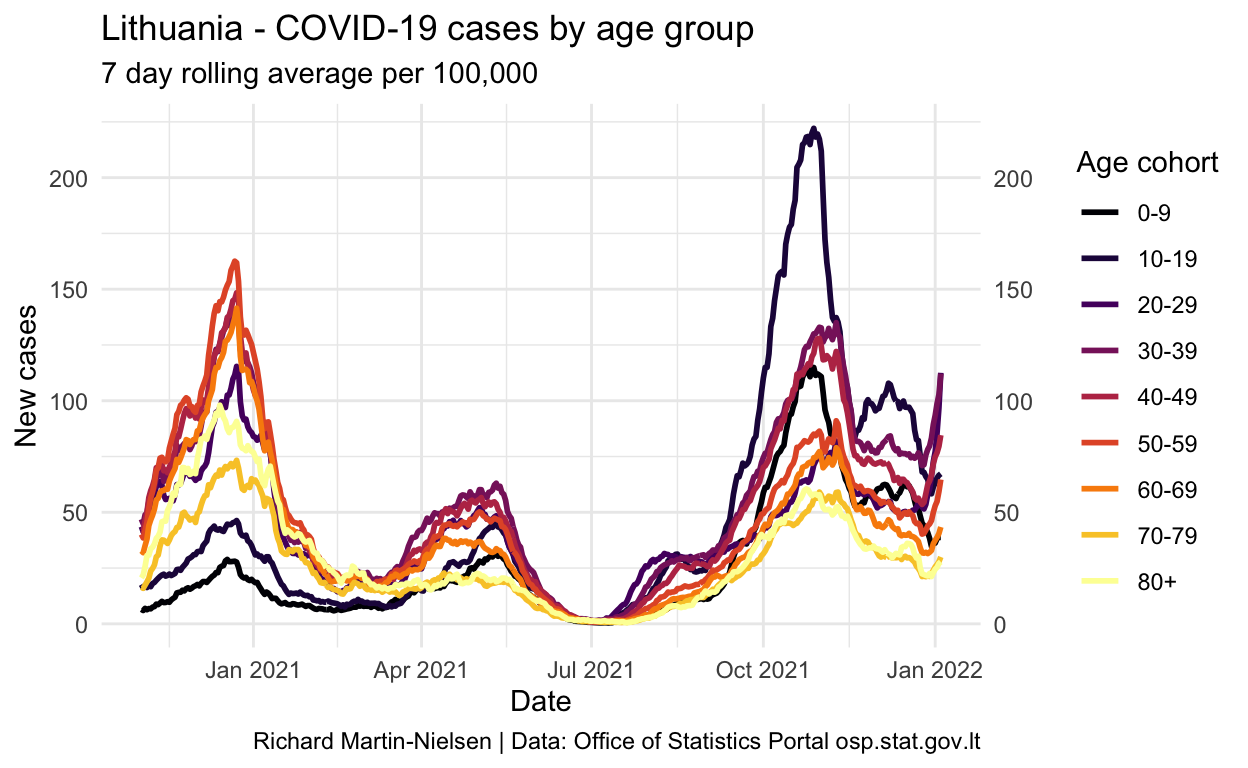 Lithuania - COVID-19 cases by age group
7 day rolling average per 100,000
New cases
200
150
100
50
0
200
150
100
50
0
Jan 2021
Apr 2021
Jul 2021
Oct 2021
Jan 2022
Date
Age cohort
0-9
10-19
20-29
30-39
40-49
50-59
60-69
70-79
80+
Richard Martin-Nielsen | Data: Office of Statistics Portal osp.stat.gov.lt